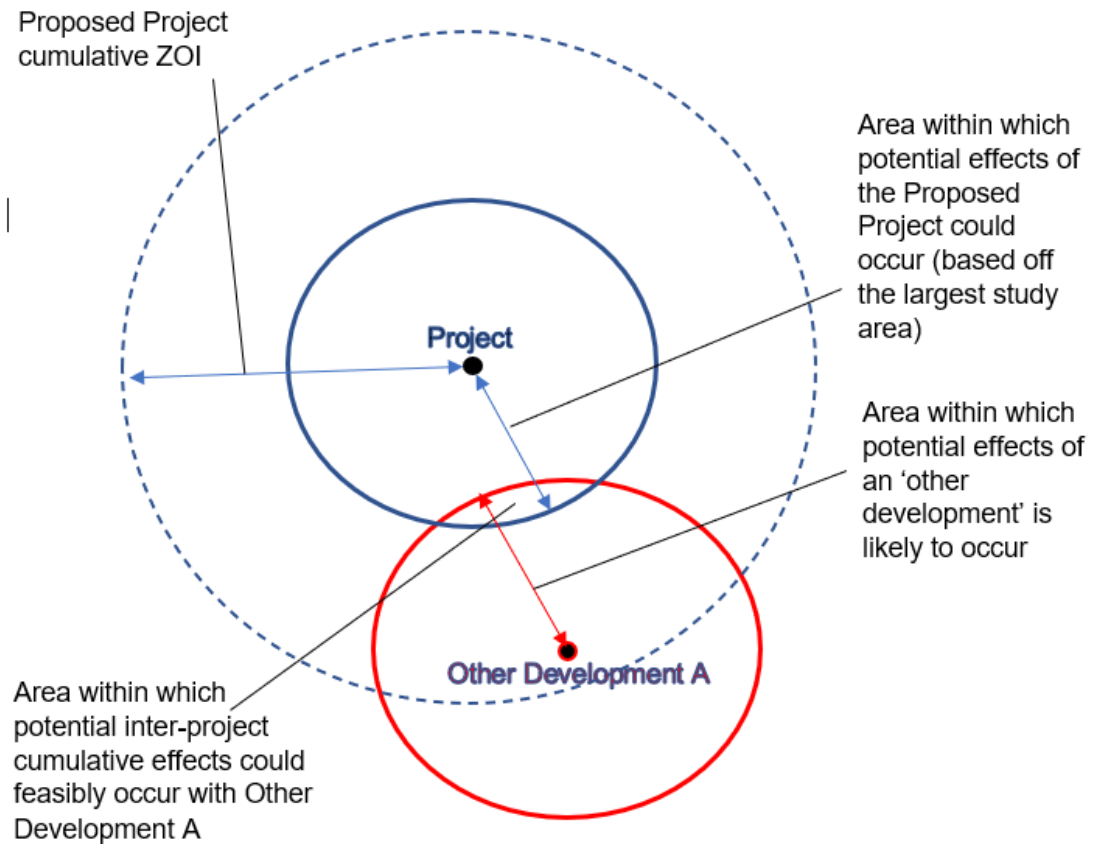 Proposed Project
cumulative ZOI
Area within which
potential effects of
the Proposed
Project could
occur (based off
the largest study
area)
Project
Area within which
potential effects of
an ‘other
development’ is
likely to occur
Other Development A
Area within which
potential inter-project
cumulative effects could
feasibly occur with Other
Development A